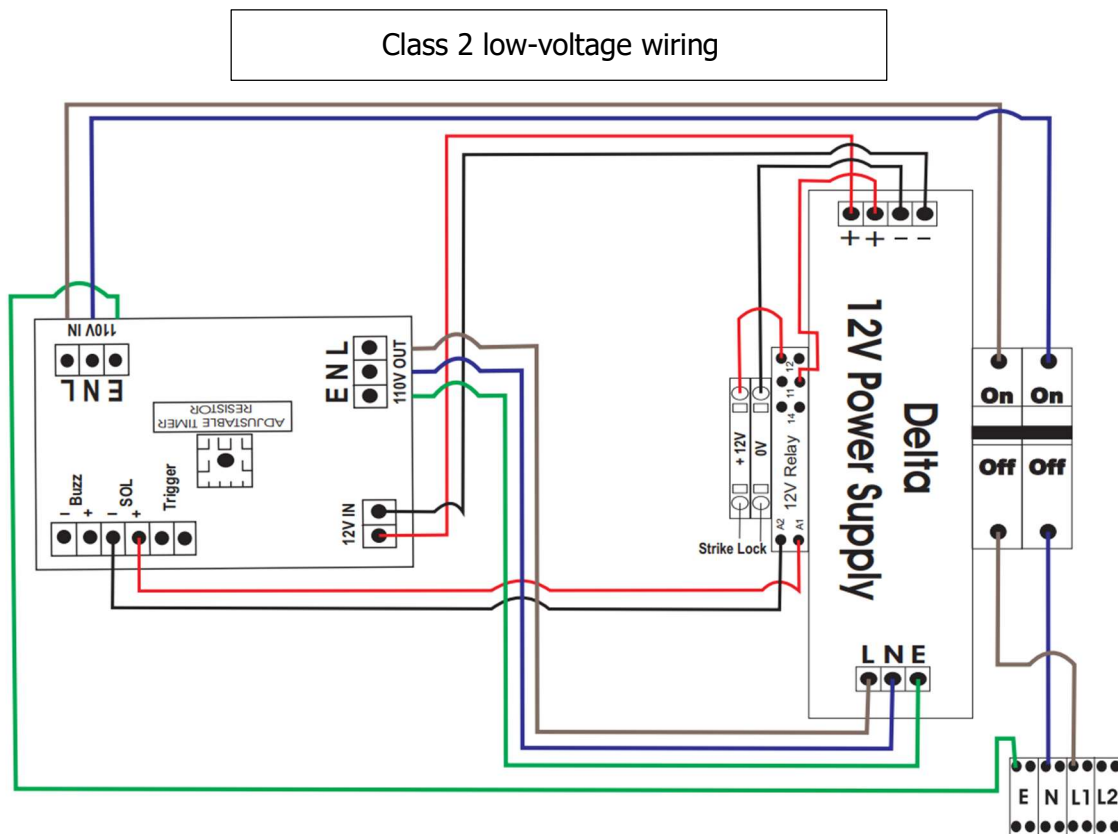 Class 2 low-voltage wiring
110V IN
L N E
ADJUSTABLE TIMER
RESISTOR
E N L
110V OUT
12V IN
Buzz
– +
SOL
– +
Trigger
+ + – –
12V Power Supply
Delta
L N E
12
11
14
12V Relay
A2
A1
+ 12V
0V
Strike Lock
On On
Off Off
E N L1 L2